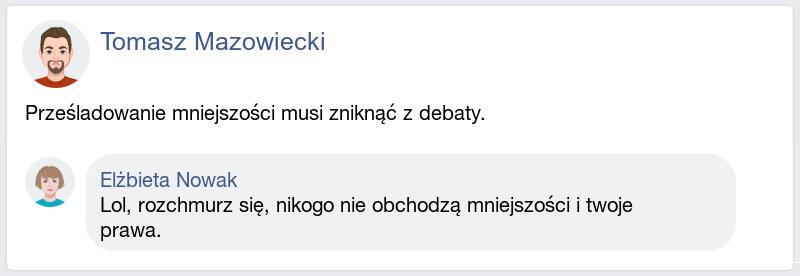 Tomasz Mazowiecki
Prześladowanie mniejszości musi zniknąć z debaty.
Elżbieta Nowak
Lol, rozchmurz się, nikogo nie obchodzą mniejszości i twoje
prawa.